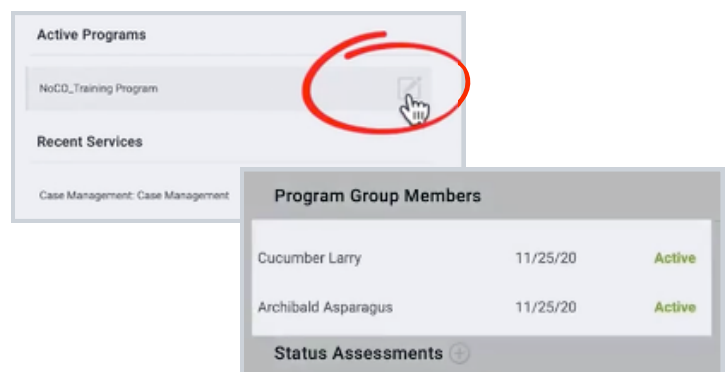 Active Programs
NoCO_Training Program
Recent Services
Case Management: Case Management
Program Group Members
Cucumber Larry 11/25/20 Active
Archibald Asparagus 11/25/20 Active
Status Assessments